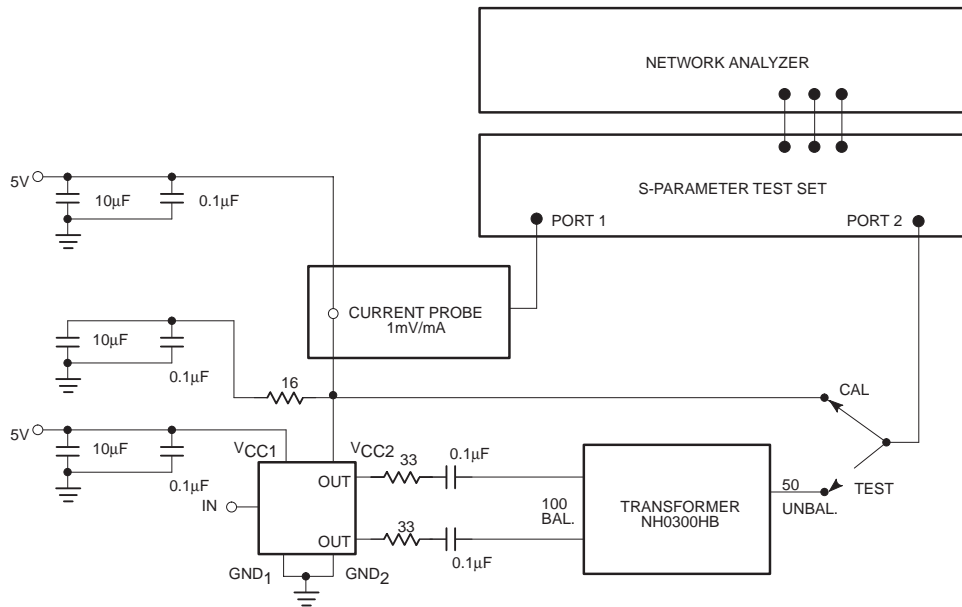 NETWORK ANALYZER
S-PARAMETER TEST SET
5V
10μF
0.1μF
PORT 1
PORT 2
CURRENT PROBE
1mV/mA
10μF
0.1μF
16
CAL
5V
10μF
0.1μF
VCC1
VCC2
33
0.1μF
OUT
IN
100
BAL.
TRANSFORMER
NH0300HB
50
UNBAL.
TEST
OUT
33
0.1μF
GND1
GND2